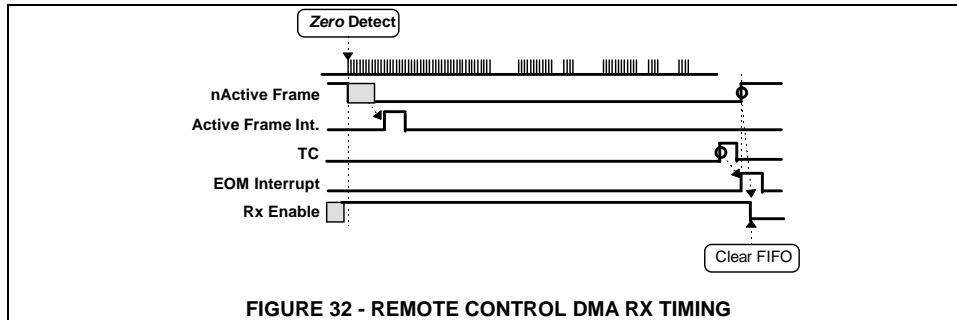 Zero Detect
nActive Frame
Active Frame Int.
TC
EOM Interrupt
Rx Enable
Clear FIFO
FIGURE 32 - REMOTE CONTROL DMA RX TIMING